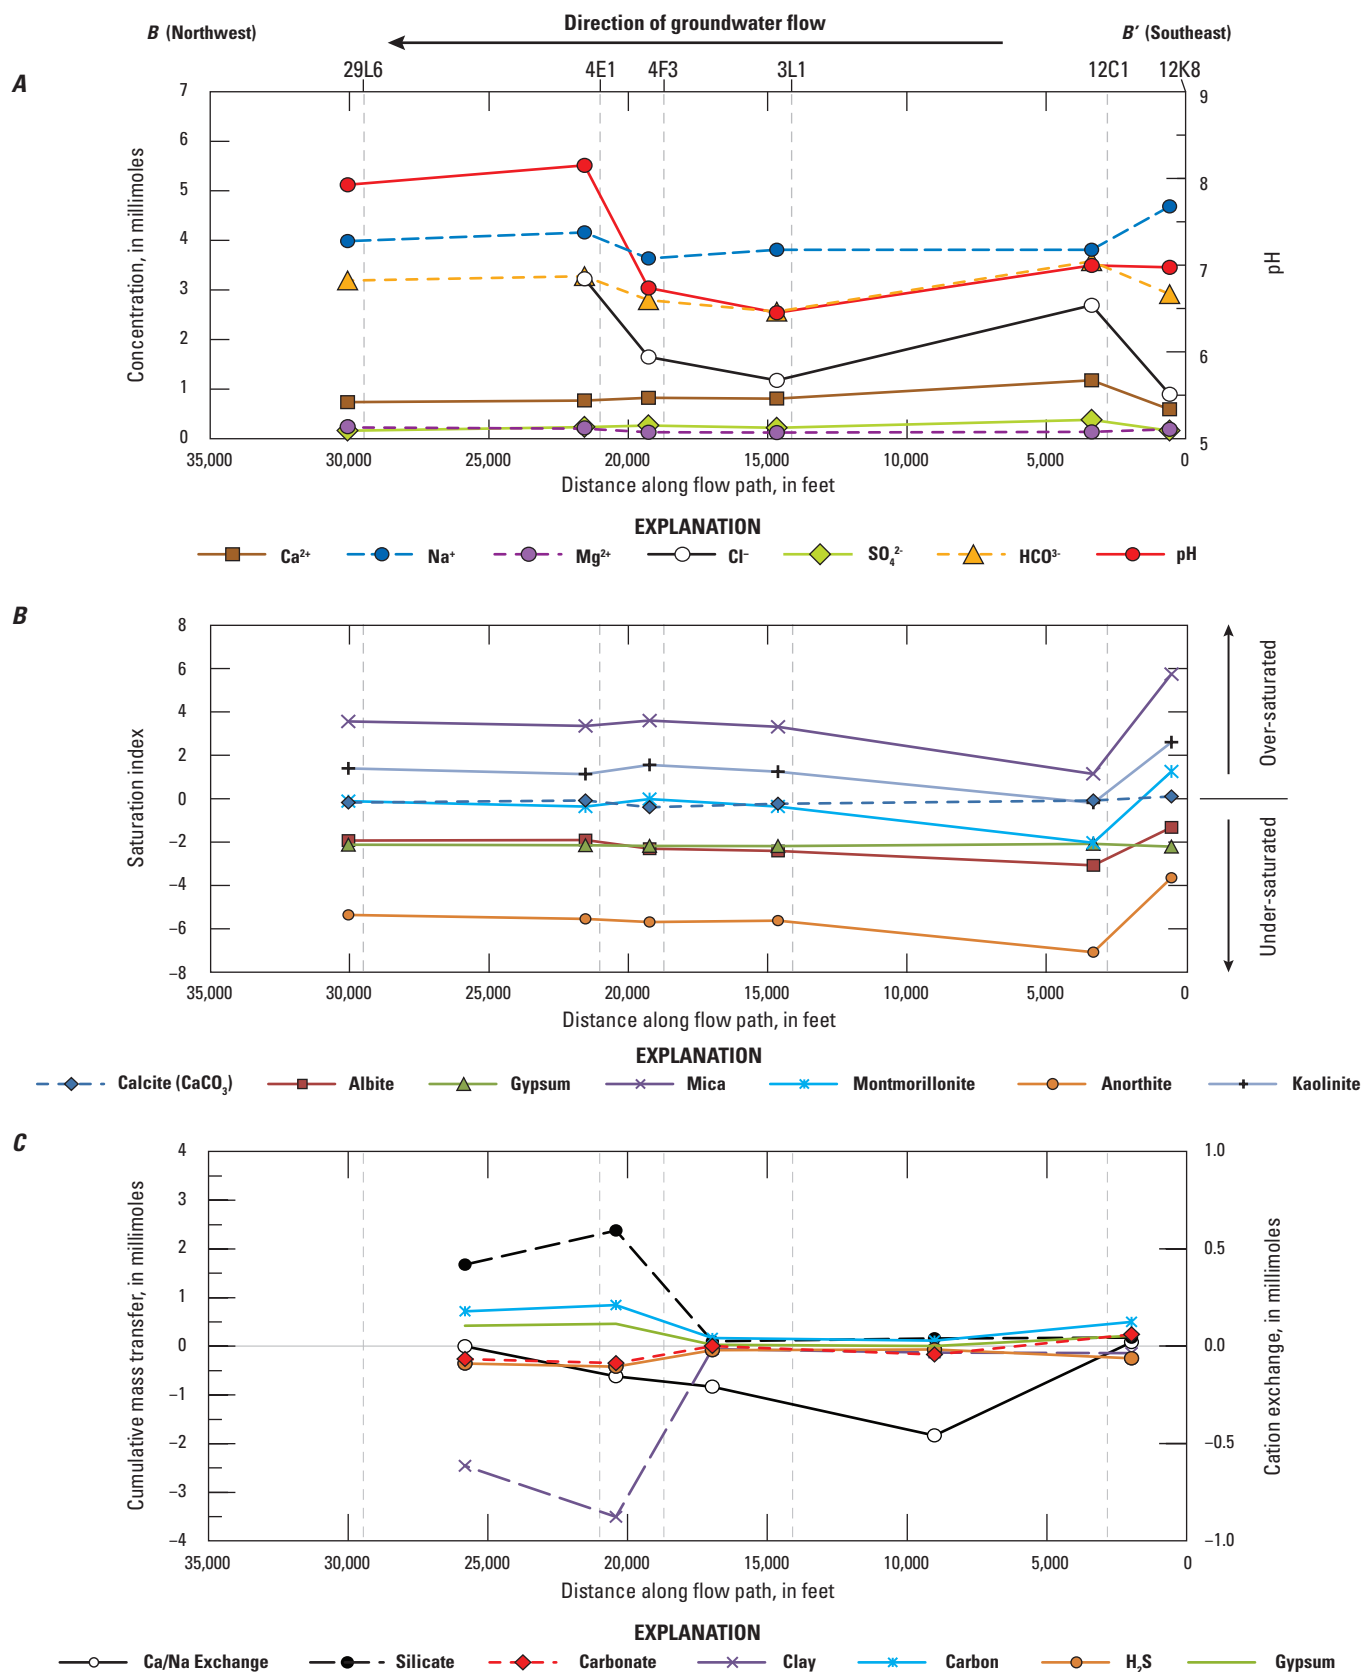 B (Northwest)
Direction of groundwater flow
B′ (Southeast)
A
29L6
4E1
4F3
3L1
12C1
12K8
Concentration, in millimoles
7
6
5
4
3
2
1
0
pH
9
8
7
6
5
35,000
30,000
25,000
20,000
15,000
10,000
5,000
0
Distance along flow path, in feet
EXPLANATION
Ca²⁺
Na⁺
Mg²⁺
Cl⁻
SO₄²⁻
HCO³⁻
pH
B
Saturation index
8
6
4
2
0
−2
−4
−6
−8
Over-saturated
Under-saturated
35,000
30,000
25,000
20,000
15,000
10,000
5,000
0
Distance along flow path, in feet
EXPLANATION
Calcite (CaCO₃)
Albite
Gypsum
Mica
Montmorillonite
Anorthite
Kaolinite
C
Cumulative mass transfer, in millimoles
4
3
2
1
0
−1
−2
−3
−4
Cation exchange, in millimoles
1.0
0.5
0.0
−0.5
−1.0
35,000
30,000
25,000
20,000
15,000
10,000
5,000
0
Distance along flow path, in feet
EXPLANATION
Ca/Na Exchange
Silicate
Carbonate
Clay
Carbon
H₂S
Gypsum